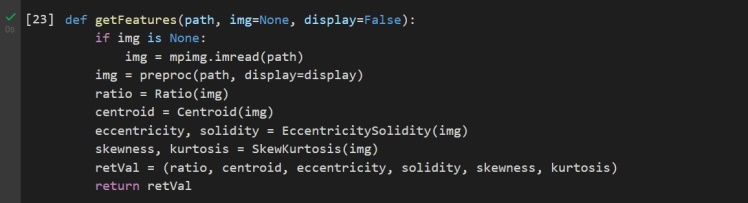 [23] def getFeatures(path, img=None, display=False):
    if img is None:
        img = mpimg.imread(path)
    img = preproc(path, display=display)
    ratio = Ratio(img)
    centroid = Centroid(img)
    eccentricity, solidity = EccentricitySolidity(img)
    skewness, kurtosis = SkewKurtosis(img)
    retVal = (ratio, centroid, eccentricity, solidity, skewness, kurtosis)
    return retVal